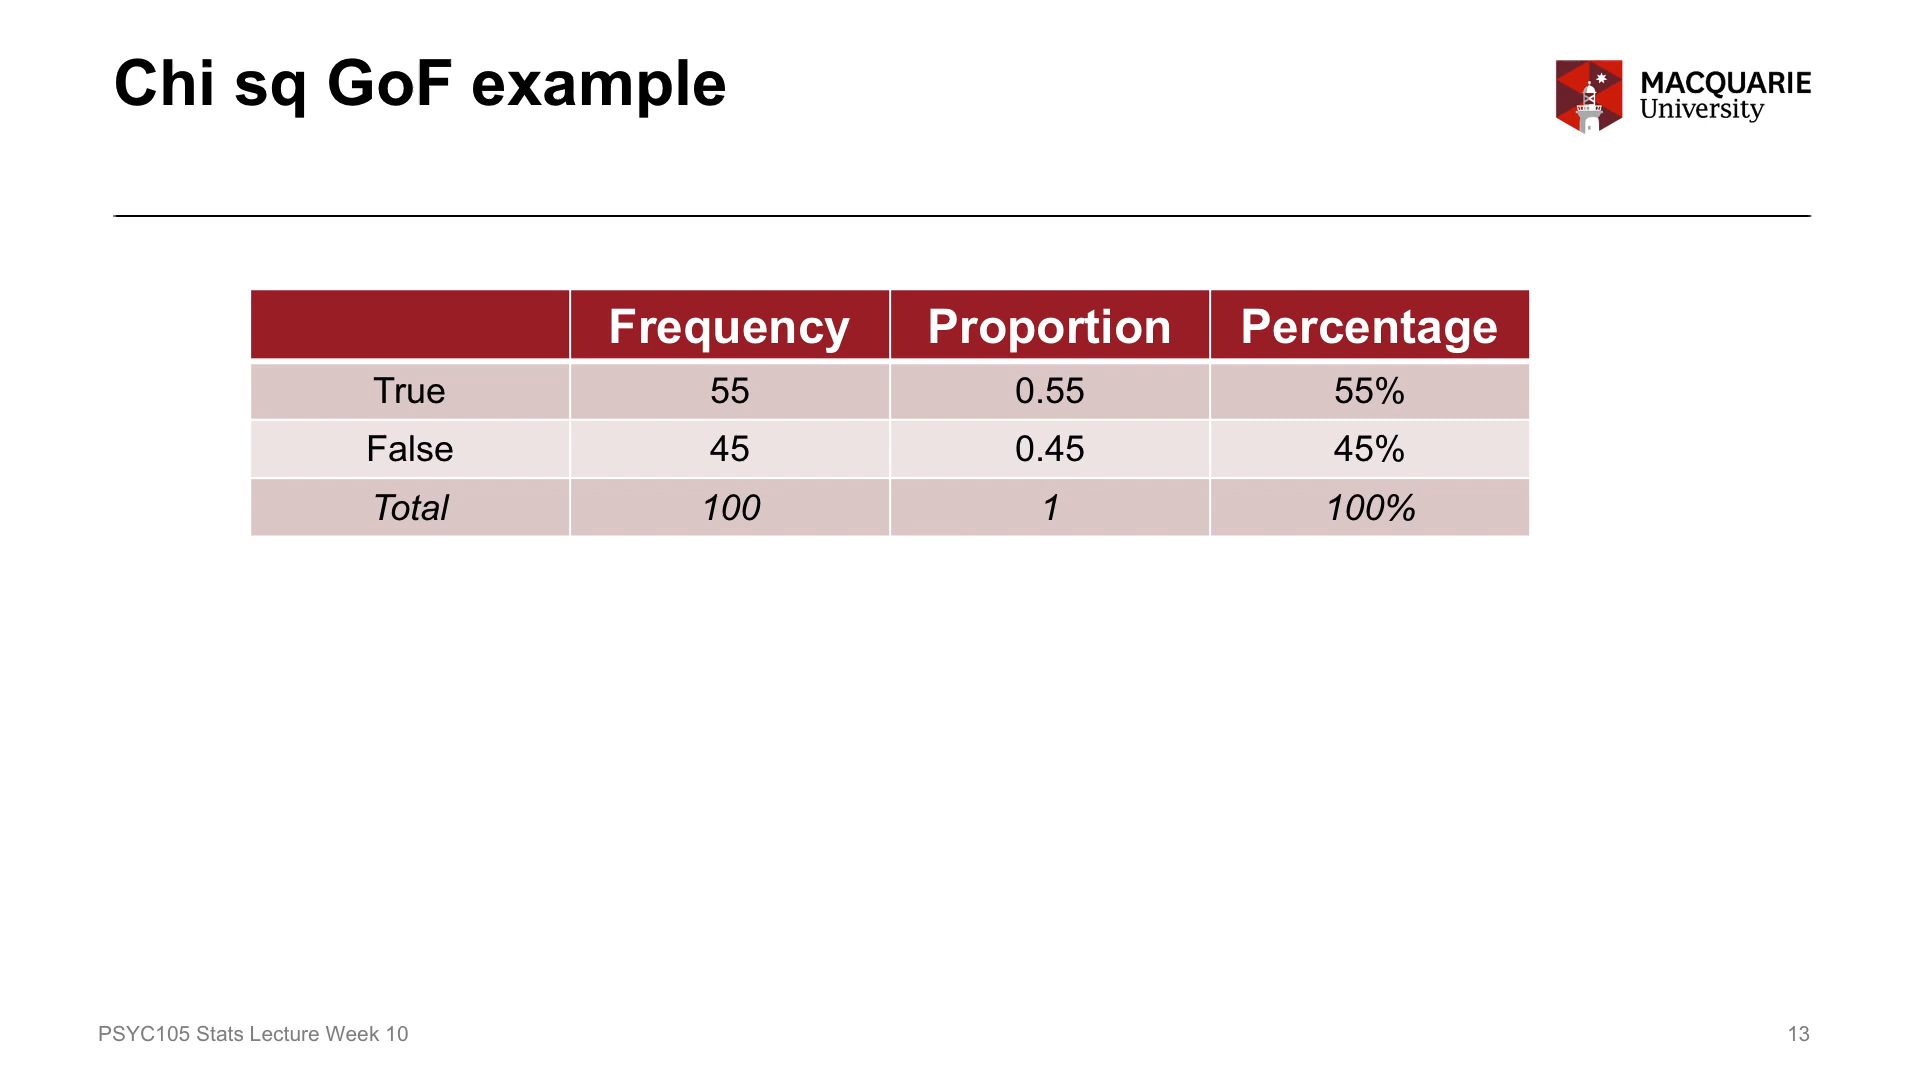 Chi sq GoF example
MACQUARIE
University
Frequency Proportion Percentage
True 55 0.55 55%
False 45 0.45 45%
Total 100 1 100%
PSYC105 Stats Lecture Week 10 13